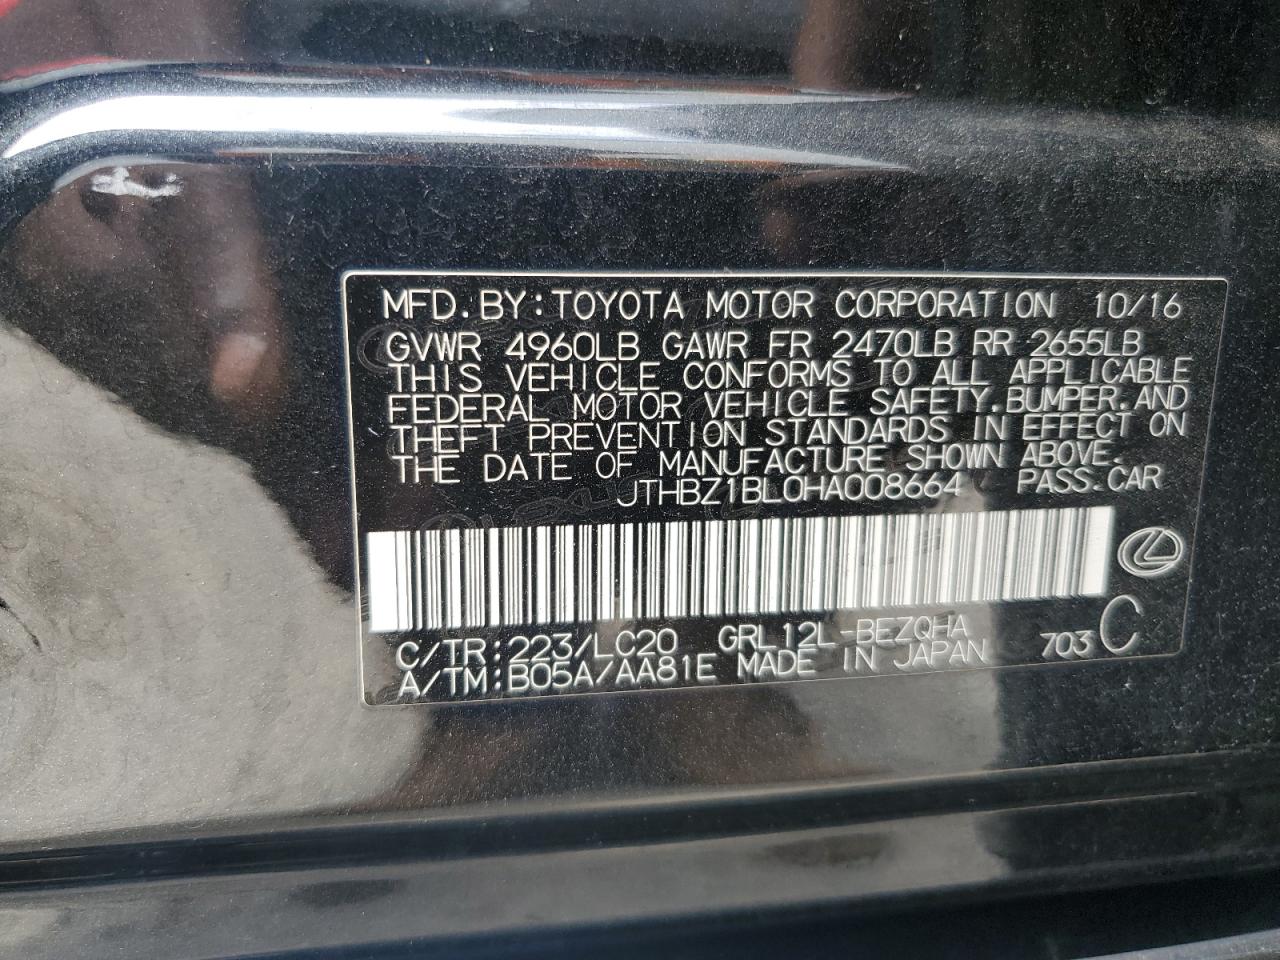 MFD.BY:TOYOTA MOTOR CORPORATION 10/16
GVWR 4960LB GAWR FR 2470LB RR 2655LB
THIS VEHICLE CONFORMS TO ALL APPLICABLE
FEDERAL MOTOR VEHICLE SAFETY,BUMPER,AND
THEFT PREVENTION STANDARDS IN EFFECT ON
THE DATE OF MANUFACTURE SHOWN ABOVE.
JTHBZ1BL0HA008664 PASS.CAR
C/TR:223/LC20 GRL12L-BEZQHA 703 C
A/TM:B05A/AA81E MADE IN JAPAN